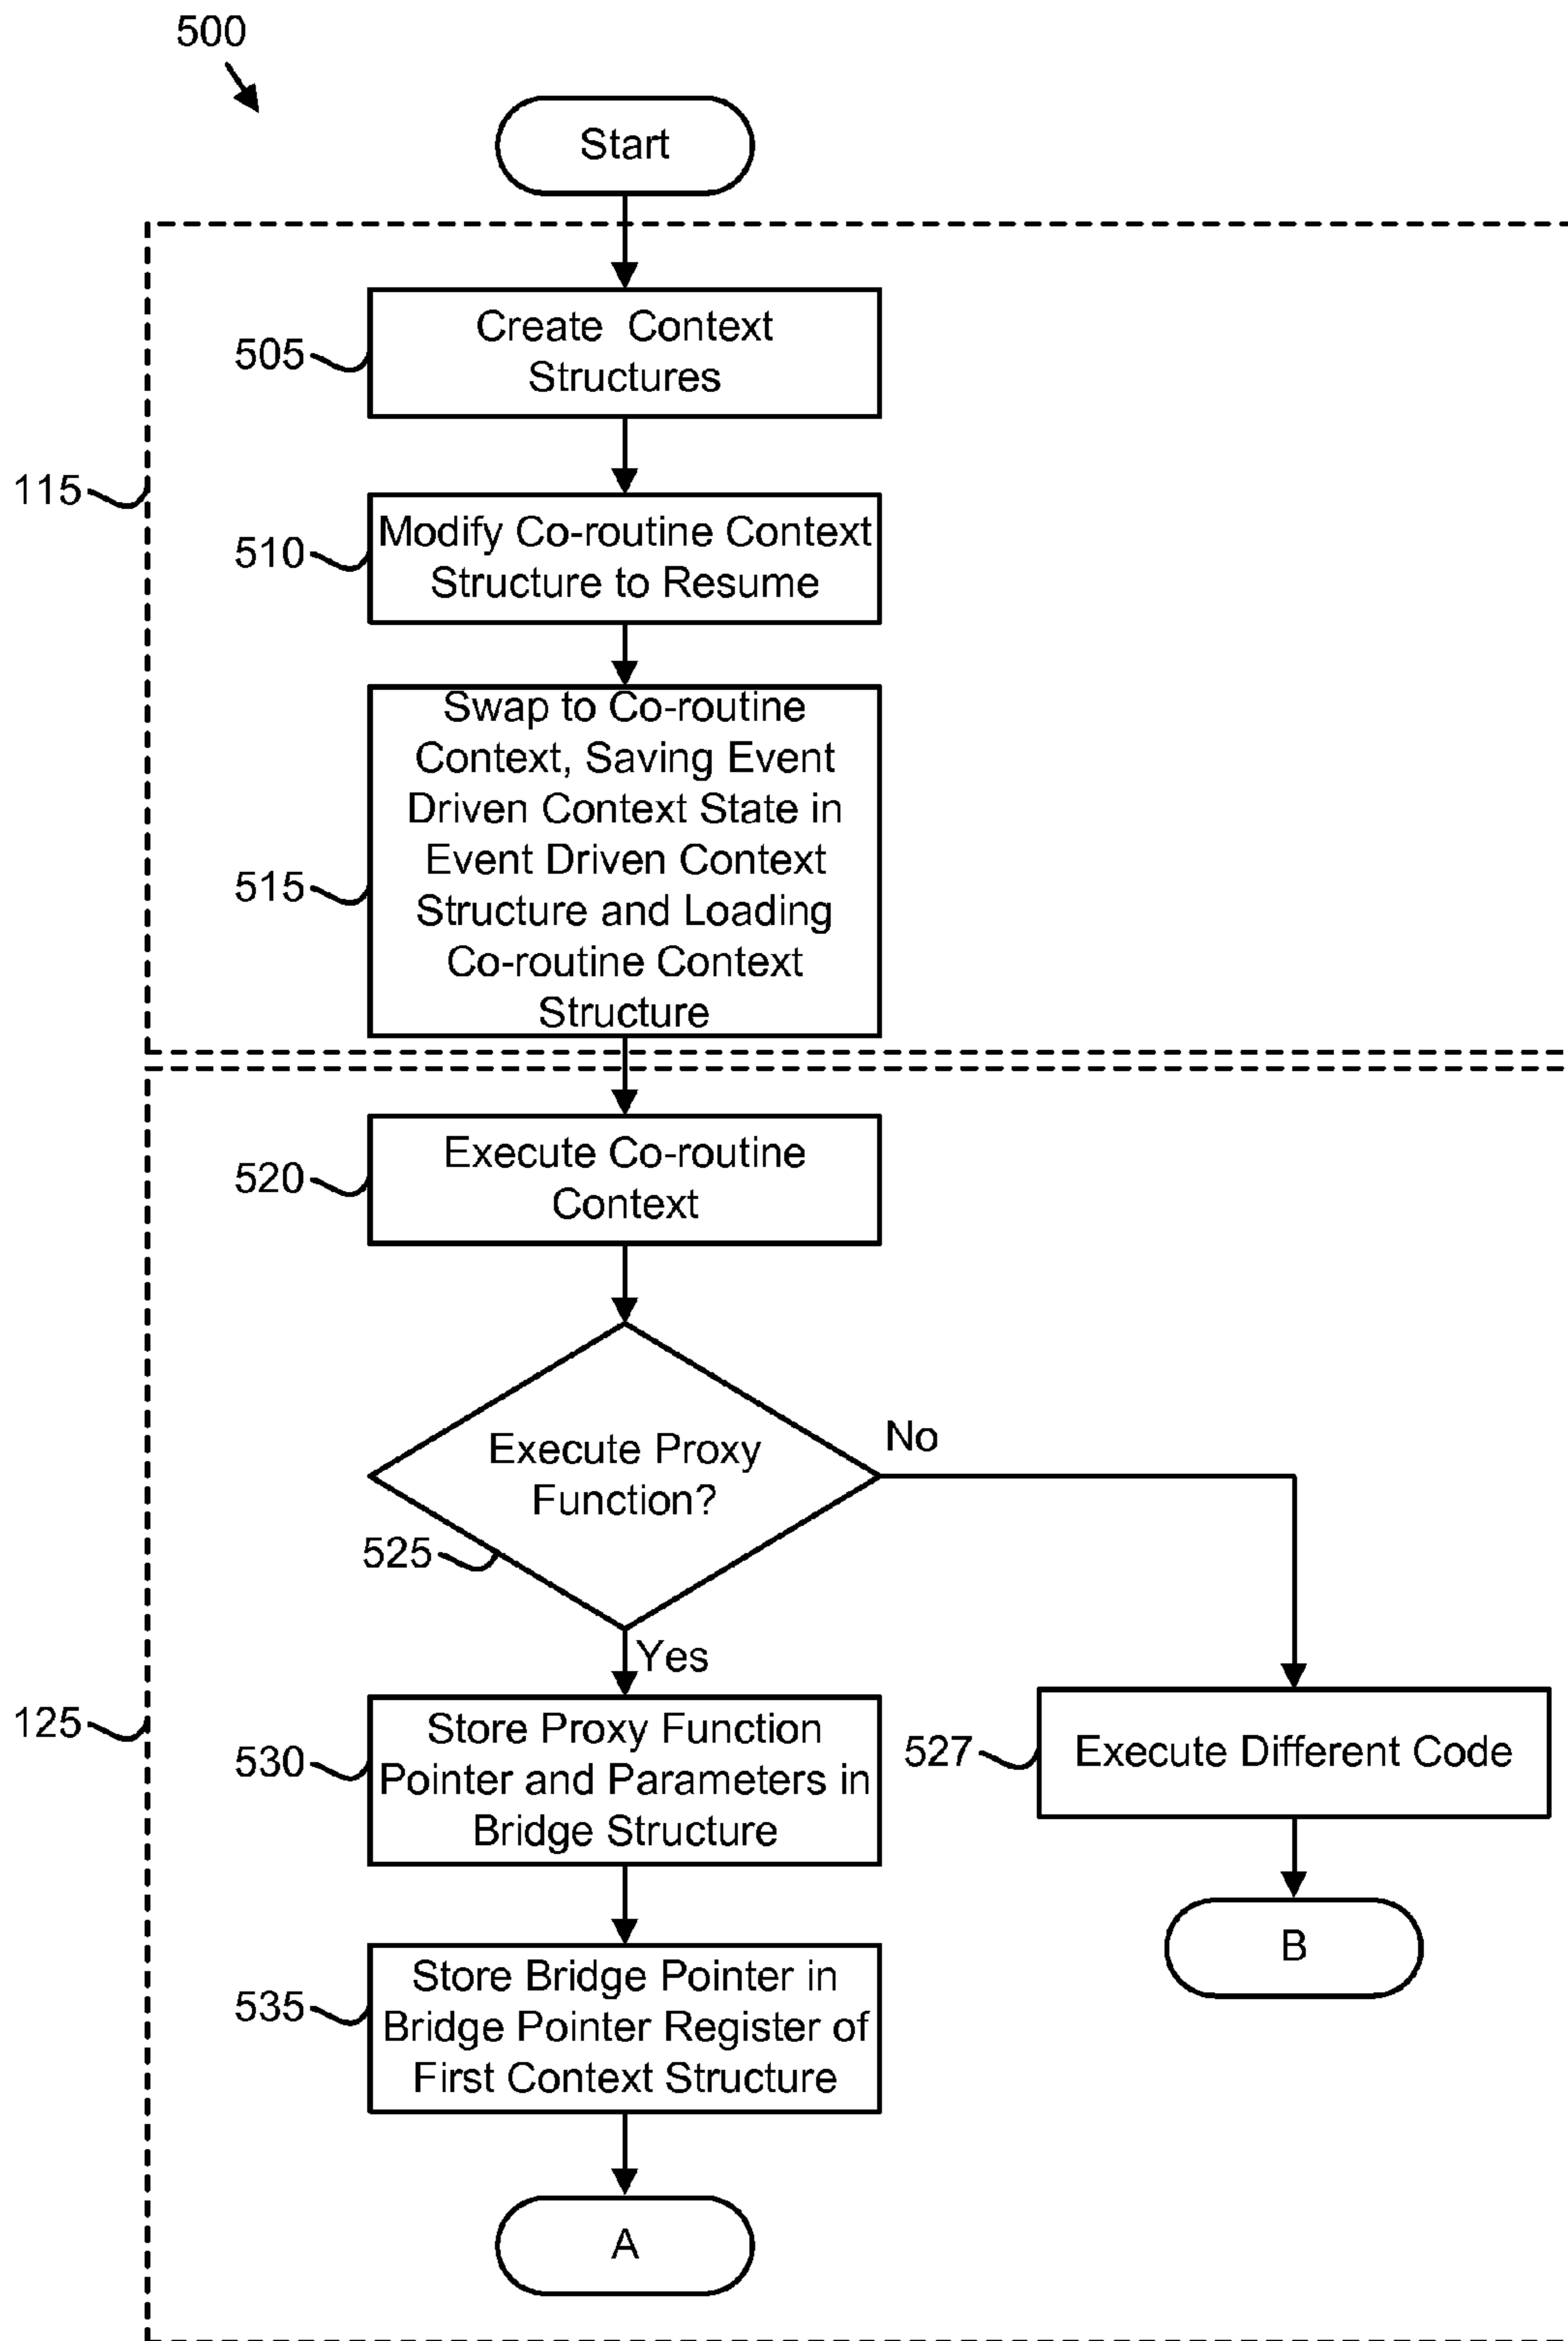 500
Start
Create Context
Structures
505
115
Modify Co-routine Context
Structure to Resume
510
Swap to Co-routine
Context, Saving Event
Driven Context State in
Event Driven Context
Structure and Loading
Co-routine Context
Structure
515
Execute Co-routine
Context
520
Execute Proxy
Function?
No
525
Yes
125
Store Proxy Function
Pointer and Parameters in
Bridge Structure
530
527
Execute Different Code
B
Store Bridge Pointer in
Bridge Pointer Register of
First Context Structure
535
A